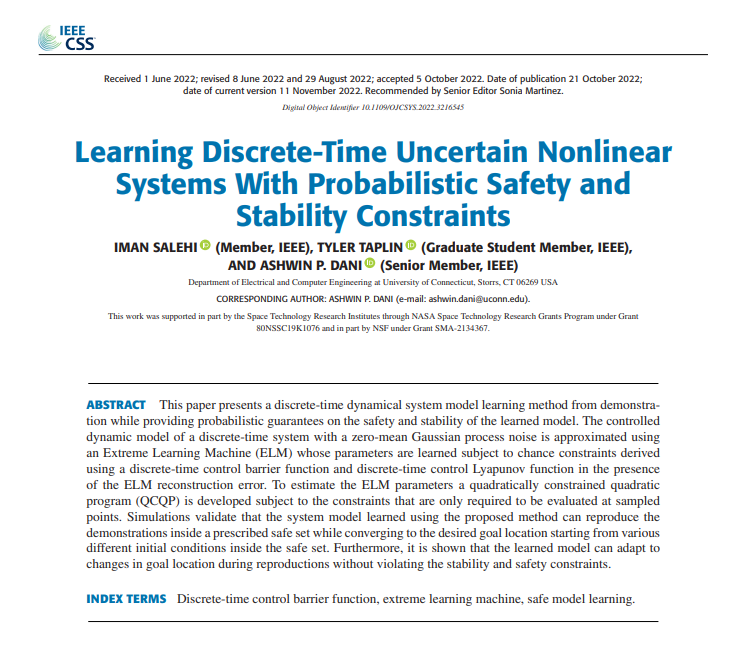 IEEE
CSS
Received 1 June 2022; revised 8 June 2022 and 29 August 2022; accepted 5 October 2022. Date of publication 21 October 2022;
date of current version 11 November 2022. Recommended by Senior Editor Sonia Martinez.
Digital Object Identifier 10.1109/OJCSYS.2022.3216545
Learning Discrete-Time Uncertain Nonlinear
Systems With Probabilistic Safety and
Stability Constraints
IMAN SALEHI iD (Member, IEEE), TYLER TAPLIN iD (Graduate Student Member, IEEE),
AND ASHWIN P. DANI iD (Senior Member, IEEE)
Department of Electrical and Computer Engineering at University of Connecticut, Storrs, CT 06269 USA
CORRESPONDING AUTHOR: ASHWIN P. DANI (e-mail: ashwin.dani@uconn.edu).
This work was supported in part by the Space Technology Research Institutes through NASA Space Technology Research Grants Program under Grant
80NSSC19K1076 and in part by NSF under Grant SMA-2134367.
ABSTRACT This paper presents a discrete-time dynamical system model learning method from demonstra-
tion while providing probabilistic guarantees on the safety and stability of the learned model. The controlled
dynamic model of a discrete-time system with a zero-mean Gaussian process noise is approximated using
an Extreme Learning Machine (ELM) whose parameters are learned subject to chance constraints derived
using a discrete-time control barrier function and discrete-time control Lyapunov function in the presence
of the ELM reconstruction error. To estimate the ELM parameters a quadratically constrained quadratic
program (QCQP) is developed subject to the constraints that are only required to be evaluated at sampled
points. Simulations validate that the system model learned using the proposed method can reproduce the
demonstrations inside a prescribed safe set while converging to the desired goal location starting from various
different initial conditions inside the safe set. Furthermore, it is shown that the learned model can adapt to
changes in goal location during reproductions without violating the stability and safety constraints.
INDEX TERMS Discrete-time control barrier function, extreme learning machine, safe model learning.